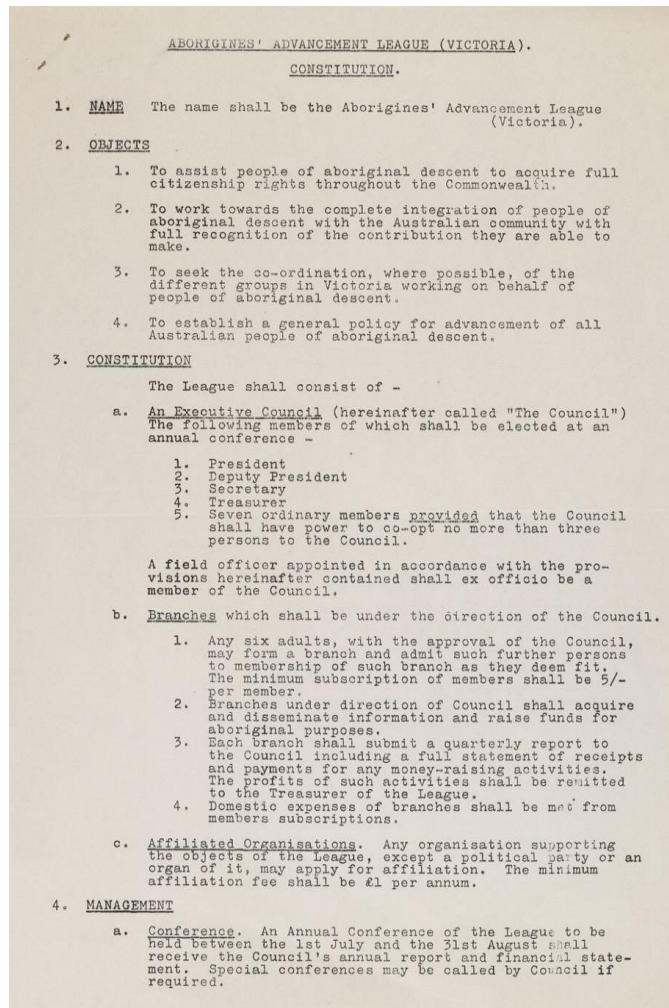 ABORIGINES' ADVANCEMENT LEAGUE (VICTORIA).
CONSTITUTION.
1. NAME The name shall be the Aborigines' Advancement League
(Victoria).
2. OBJECTS
1. To assist people of aboriginal descent to acquire full
citizenship rights throughout the Commonwealth.
2. To work towards the complete integration of people of
aboriginal descent with the Australian community with
full recognition of the contribution they are able to
make.
3. To seek the co-ordination, where possible, of the
different groups in Victoria working on behalf of
people of aboriginal descent.
4. To establish a general policy for advancement of all
Australian people of aboriginal descent.
3. CONSTITUTION
The League shall consist of -
a. An Executive Council (hereinafter called "The Council")
The following members of which shall be elected at an
annual conference -
1. President
2. Deputy President
3. Secretary
4. Treasurer
5. Seven ordinary members provided that the Council
shall have power to co-opt no more than three
persons to the Council.
A field officer appointed in accordance with the pro-
visions hereinafter contained shall ex officio be a
member of the Council.
b. Branches which shall be under the direction of the Council.
1. Any six adults, with the approval of the Council,
may form a branch and admit such further persons
to membership of such branch as they deem fit.
The minimum subscription of members shall be 5/-
per member.
2. Branches under direction of Council shall acquire
and disseminate information and raise funds for
aboriginal purposes.
3. Each branch shall submit a quarterly report to
the Council including a full statement of receipts
and payments for any money-raising activities.
The profits of such activities shall be remitted
to the Treasurer of the League.
4. Domestic expenses of branches shall be met from
members subscriptions.
c. Affiliated Organisations. Any organisation supporting
the objects of the League, except a political party or an
organ of it, may apply for affiliation. The minimum
affiliation fee shall be £1 per annum.
4. MANAGEMENT
a. Conference. An Annual Conference of the League to be
held between the 1st July and the 31st August shall
receive the Council's annual report and financial state-
ment. Special conferences may be called by Council if
required.